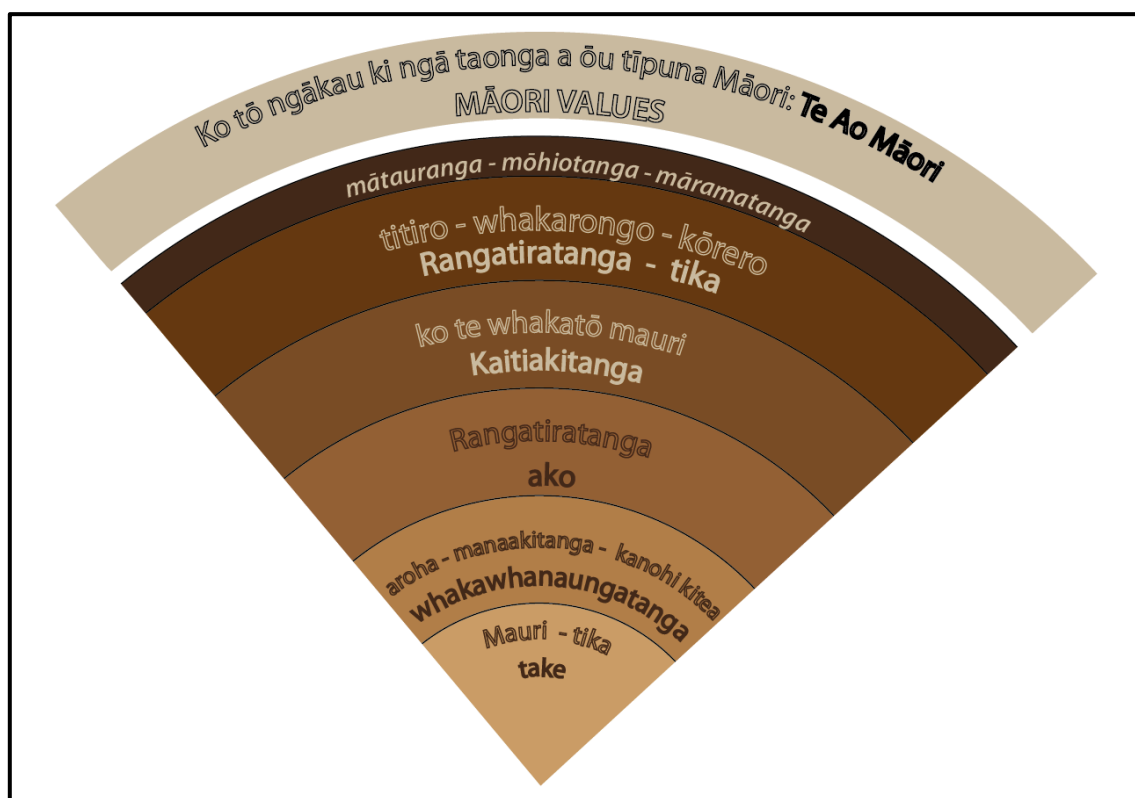 Ko tō ngākau ki ngā taonga a ōu tīpuna Māori: Te Ao Māori
MĀORI VALUES
mātauranga - mōhiotanga - māramatanga
titiro - whakarongo - kōrero
Rangatiratanga - tika
ko te whakatō mauri
Kaitiakitanga
Rangatiratanga
ako
aroha - manaakitanga - kanohi kitea
whakawhanaungatanga
Mauri - tika
take